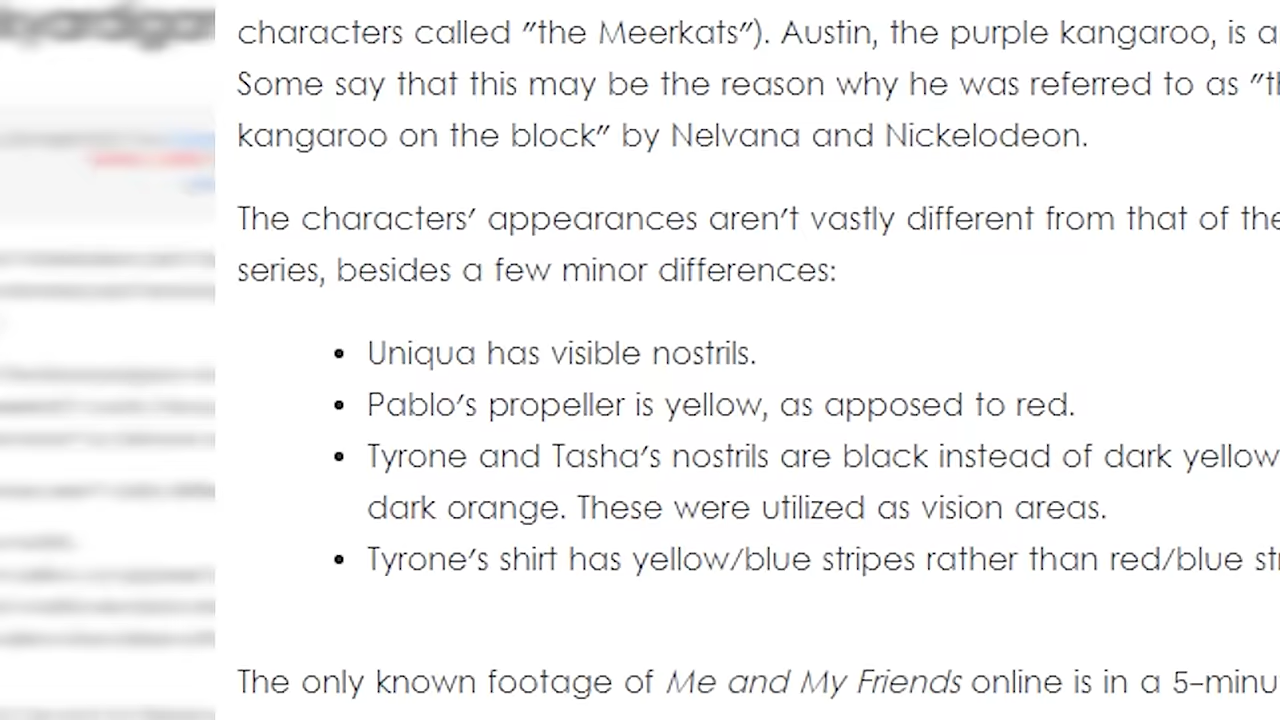 characters called "the Meerkats"). Austin, the purple kangaroo, is a
Some say that this may be the reason why he was referred to as "th
kangaroo on the block" by Nelvana and Nickelodeon.
The characters' appearances aren't vastly different from that of the
series, besides a few minor differences:
• Uniqua has visible nostrils.
• Pablo's propeller is yellow, as apposed to red.
• Tyrone and Tasha's nostrils are black instead of dark yellow
dark orange. These were utilized as vision areas.
• Tyrone's shirt has yellow/blue stripes rather than red/blue str
The only known footage of Me and My Friends online is in a 5-minu